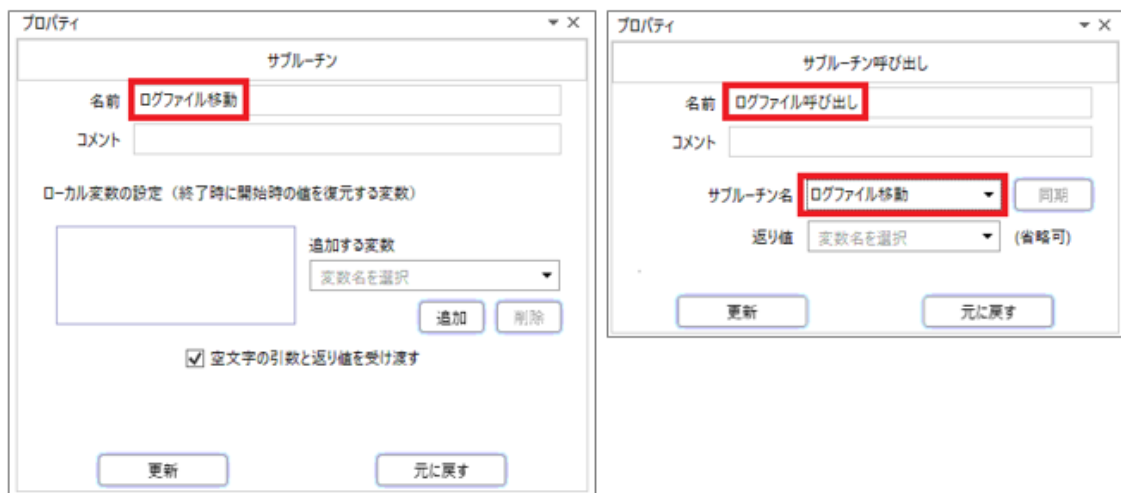 プロパティ
サブルーチン
名前 ログファイル移動
コメント
ローカル変数の設定（終了時に開始時の値を復元する変数）
追加する変数
変数名を選択
追加 削除
空文字の引数と返り値を受け渡す
更新 元に戻す
プロパティ
サブルーチン呼び出し
名前 ログファイル呼び出し
コメント
サブルーチン名 ログファイル移動 同期
返り値 変数名を選択 (省略可)
更新 元に戻す